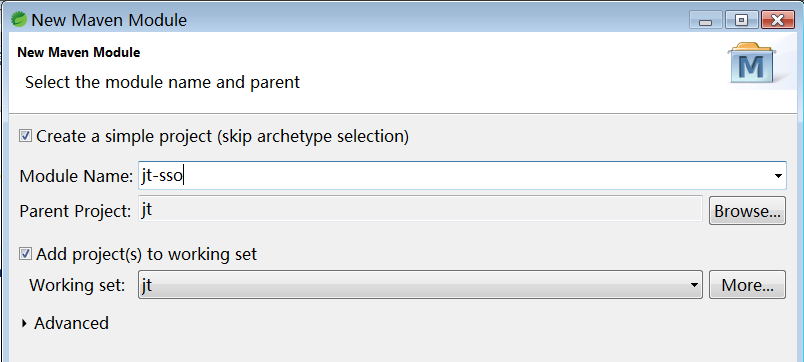 New Maven Module
New Maven Module
Select the module name and parent
M
Create a simple project (skip archetype selection)
Module Name: jt-sso
Parent Project: jt Browse...
Add project(s) to working set
Working set: jt More...
Advanced